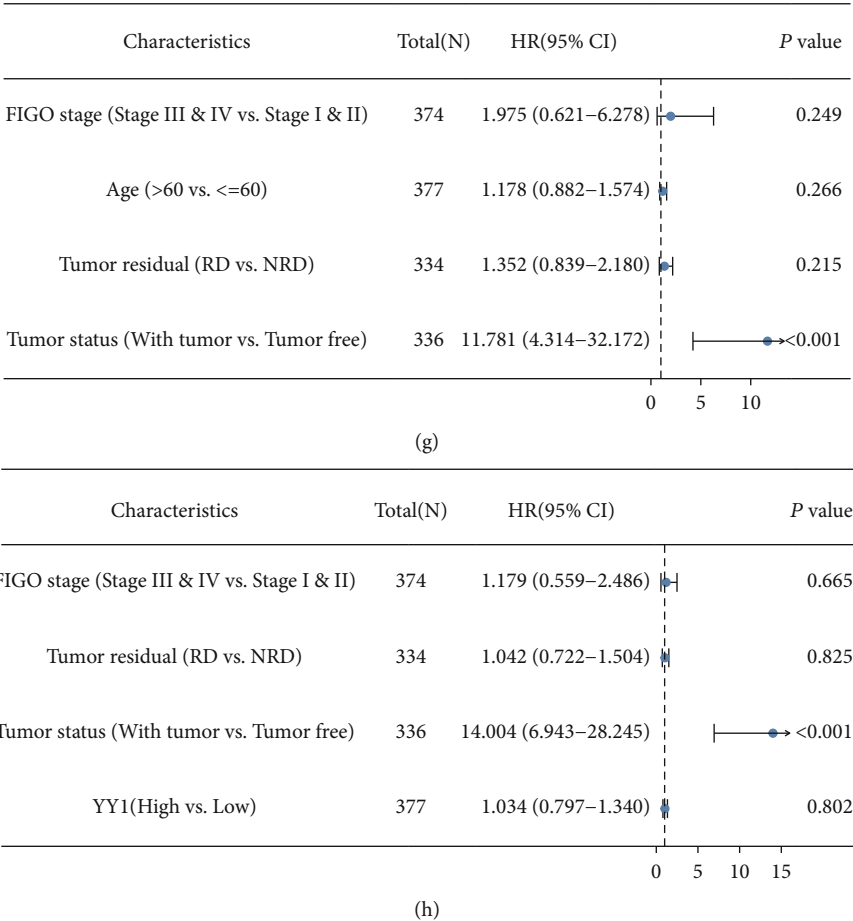 Characteristics Total(N) HR(95% CI) P value
FIGO stage (Stage III & IV vs. Stage I & II) 374 1.975 (0.621−6.278) 0.249
Age (>60 vs. <=60) 377 1.178 (0.882−1.574) 0.266
Tumor residual (RD vs. NRD) 334 1.352 (0.839−2.180) 0.215
Tumor status (With tumor vs. Tumor free) 336 11.781 (4.314−32.172) <0.001
0 5 10
(g)
Characteristics Total(N) HR(95% CI) P value
FIGO stage (Stage III & IV vs. Stage I & II) 374 1.179 (0.559−2.486) 0.665
Tumor residual (RD vs. NRD) 334 1.042 (0.722−1.504) 0.825
Tumor status (With tumor vs. Tumor free) 336 14.004 (6.943−28.245) <0.001
YY1(High vs. Low) 377 1.034 (0.797−1.340) 0.802
0 5 10 15
(h)